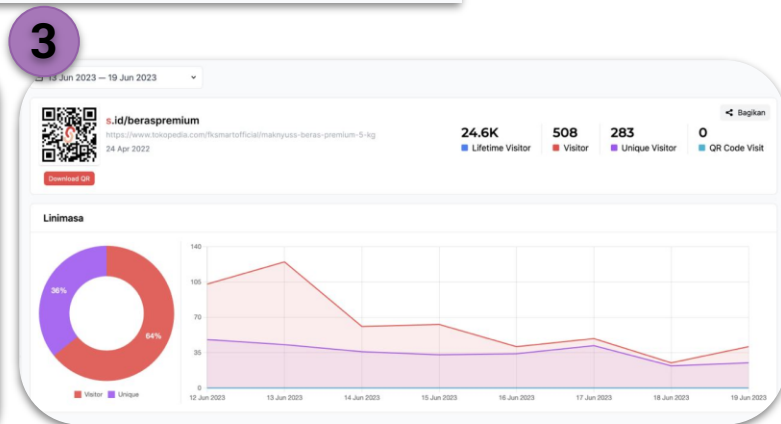 3
13 Jun 2023 — 19 Jun 2023
s.id/beraspremium
https://www.tokopedia.com/fksmartofficial/maknyuss-beras-premium-5-kg
24 Apr 2022
Download QR
Bagikan
24.6K 508 283 0
Lifetime Visitor Visitor Unique Visitor QR Code Visit
Linimasa
36%
64%
Visitor Unique
140
105
70
35
0
12 Jun 2023 13 Jun 2023 14 Jun 2023 15 Jun 2023 16 Jun 2023 17 Jun 2023 18 Jun 2023 19 Jun 2023